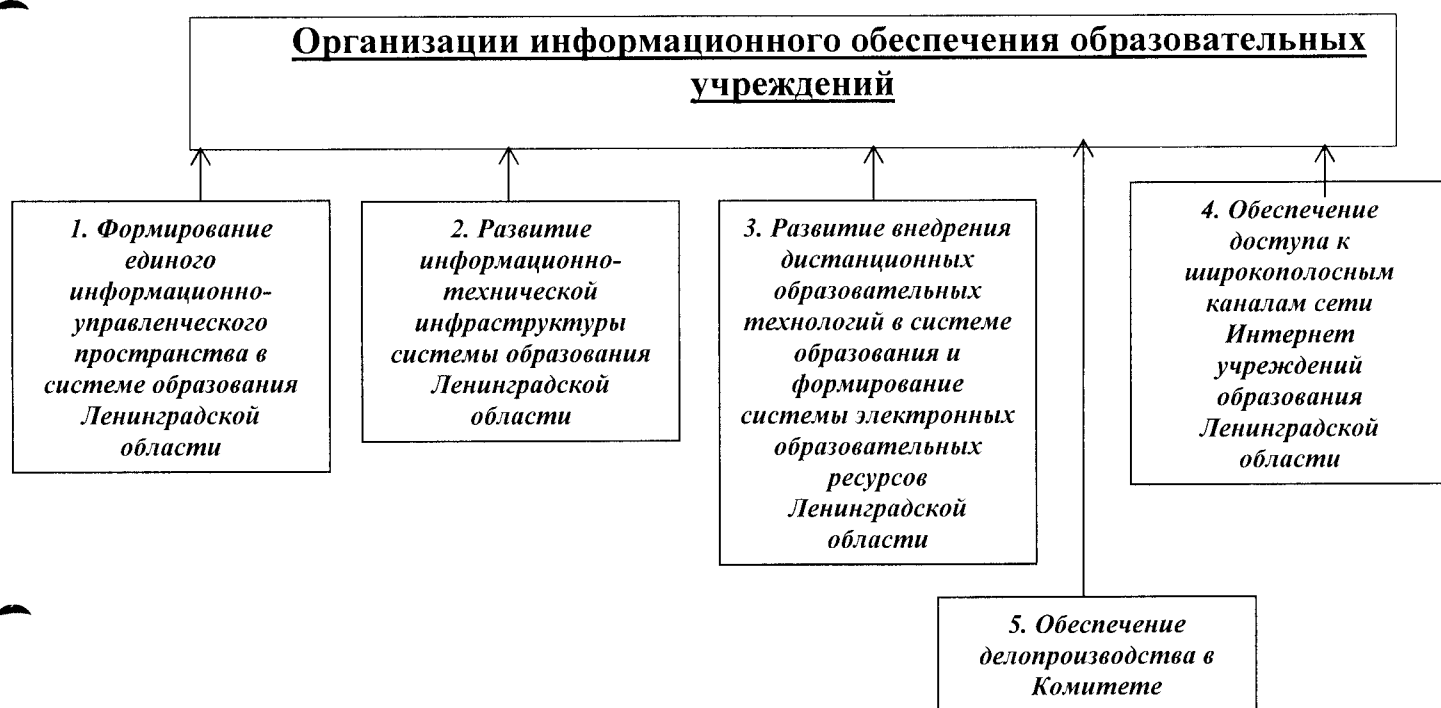 Организации информационного обеспечения образовательных
учреждений
1. Формирование
единого
информационно-
управленческого
пространства в
системе образования
Ленинградской
области
2. Развитие
информационно-
технической
инфраструктуры
системы образования
Ленинградской
области
3. Развитие внедрения
дистанционных
образовательных
технологий в системе
образования и
формирование
системы электронных
образовательных
ресурсов
Ленинградской
области
4. Обеспечение
доступа к
широкополосным
каналам сети
Интернет
учреждений
образования
Ленинградской
области
5. Обеспечение
делопроизводства в
Комитете